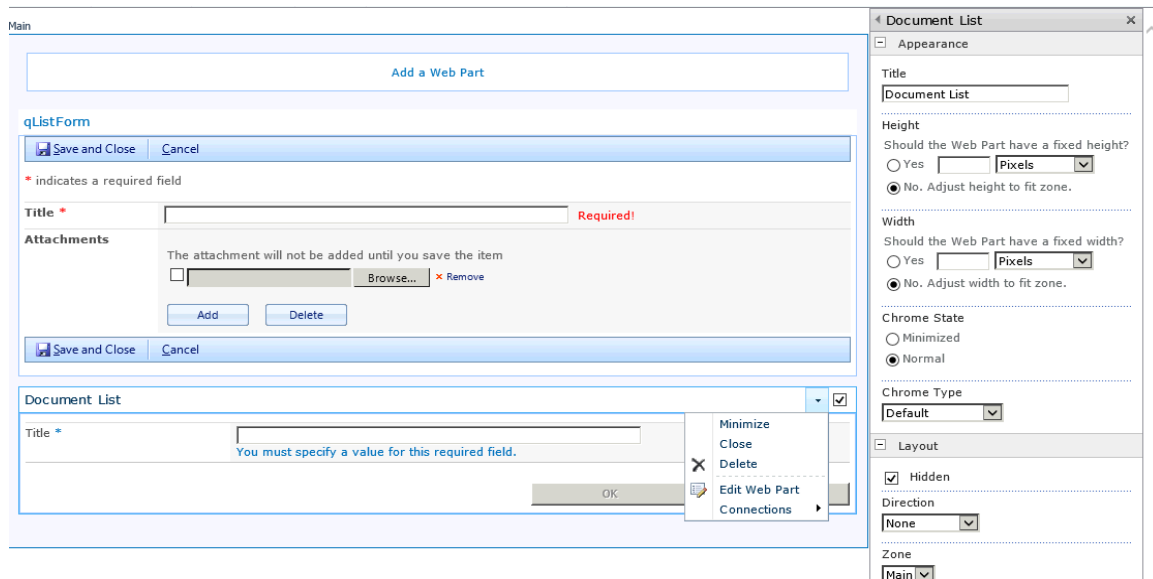 Main
Add a Web Part
qListForm
Save and Close Cancel
* indicates a required field
Title * Required!
Attachments
The attachment will not be added until you save the item
Browse... × Remove
Add Delete
Save and Close Cancel
Document List
Title *
You must specify a value for this required field.
OK
Minimize
Close
Delete
Edit Web Part
Connections
Document List ×
Appearance
Title
Document List
Height
Should the Web Part have a fixed height?
Yes Pixels
No. Adjust height to fit zone.
Width
Should the Web Part have a fixed width?
Yes Pixels
No. Adjust width to fit zone.
Chrome State
Minimized
Normal
Chrome Type
Default
Layout
Hidden
Direction
None
Zone
Main